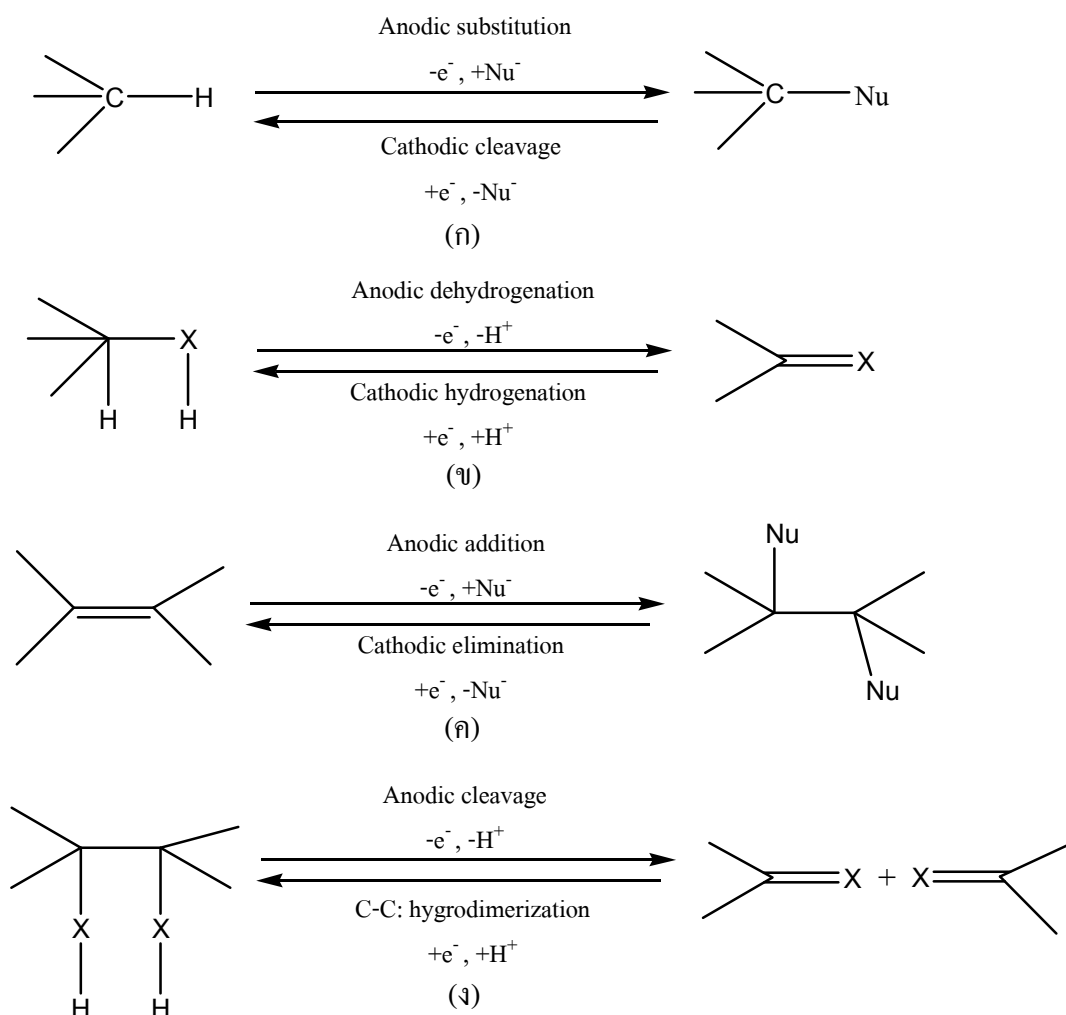 Anodic substitution
-e⁻, +Nu⁻
C H C Nu
Cathodic cleavage
+e⁻, -Nu⁻
(ก)
Anodic dehydrogenation
-e⁻, -H⁺
X X
Cathodic hydrogenation
H H
+e⁻, +H⁺
(ข)
Nu
Anodic addition
-e⁻, +Nu⁻
Cathodic elimination
+e⁻, -Nu⁻
Nu
(ค)
Anodic cleavage
-e⁻, -H⁺
X + X
C-C: hygrodimerization
X X
+e⁻, +H⁺
(ง)
H H